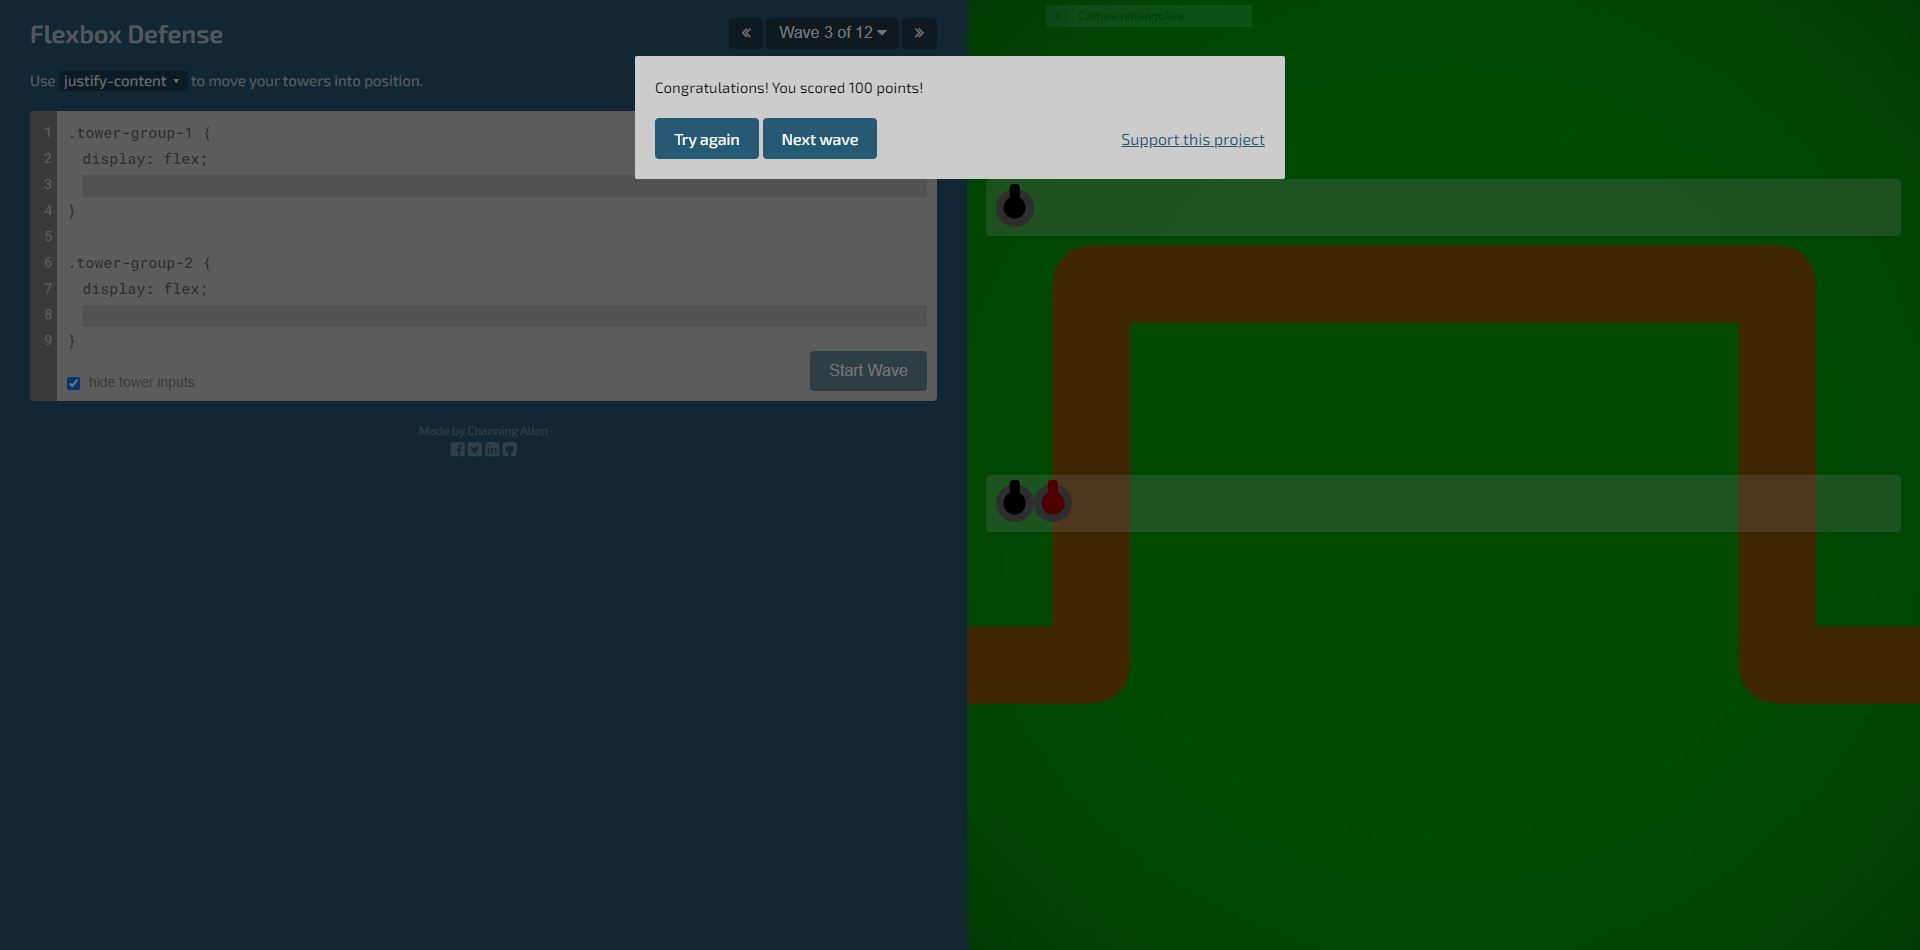 Flexbox Defense
« Wave 3 of 12 »
Cattura rettangolare
Use justify-content to move your towers into position.
Congratulations! You scored 100 points!
Try again Next wave Support this project
1 .tower-group-1 {
2 display: flex;
3
4 }
5
6 .tower-group-2 {
7 display: flex;
8
9 }
hide tower inputs
Start Wave
Made by Channing Allen